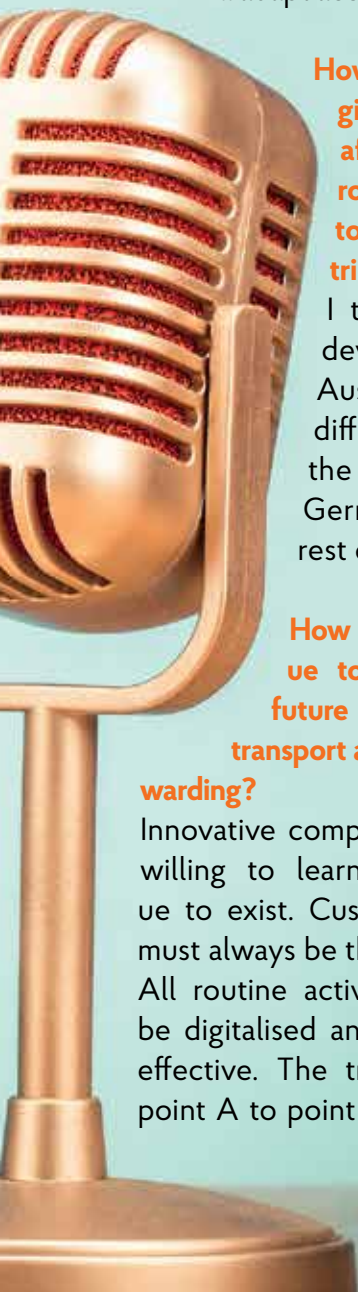 How
gi
af
ro
to
tri
I t
dev
Aus
diff
the
Germ
rest
How
ue to
future
transport a
warding?
Innovative comp
willing to learn
ue to exist. Cus
must always be th
All routine activ
be digitalised an
effective. The tr
point A to point